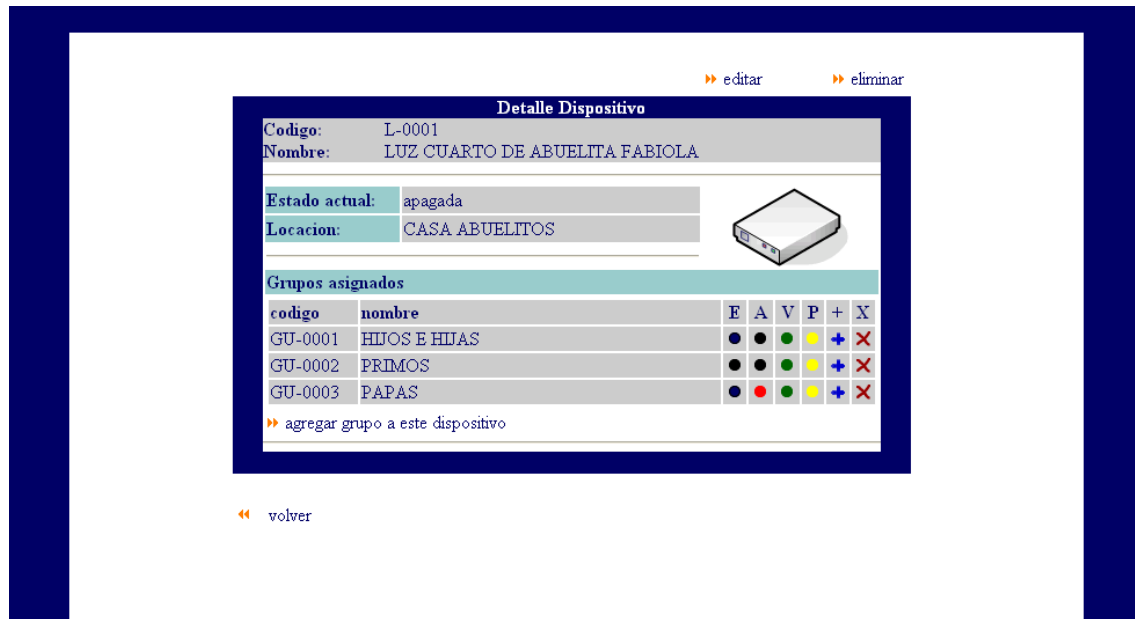 editar eliminar
Detalle Dispositivo
Codigo: L-0001
Nombre: LUZ CUARTO DE ABUELITA FABIOLA
Estado actual: apagada
Locacion: CASA ABUELITOS
Grupos asignados
codigo nombre E A V P + X
GU-0001 HIJOS E HIJAS
GU-0002 PRIMOS
GU-0003 PAPAS
agregar grupo a este dispositivo
volver